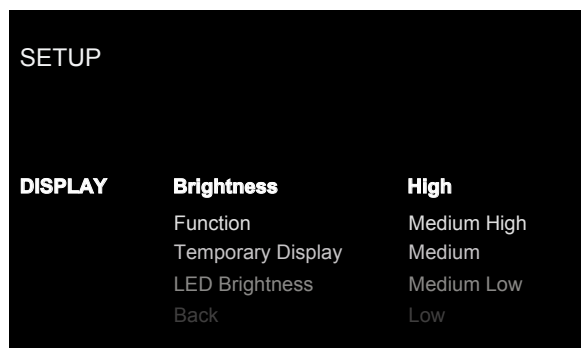 SETUP
DISPLAY Brightness High
Function Medium High
Temporary Display Medium
LED Brightness Medium Low
Back Low